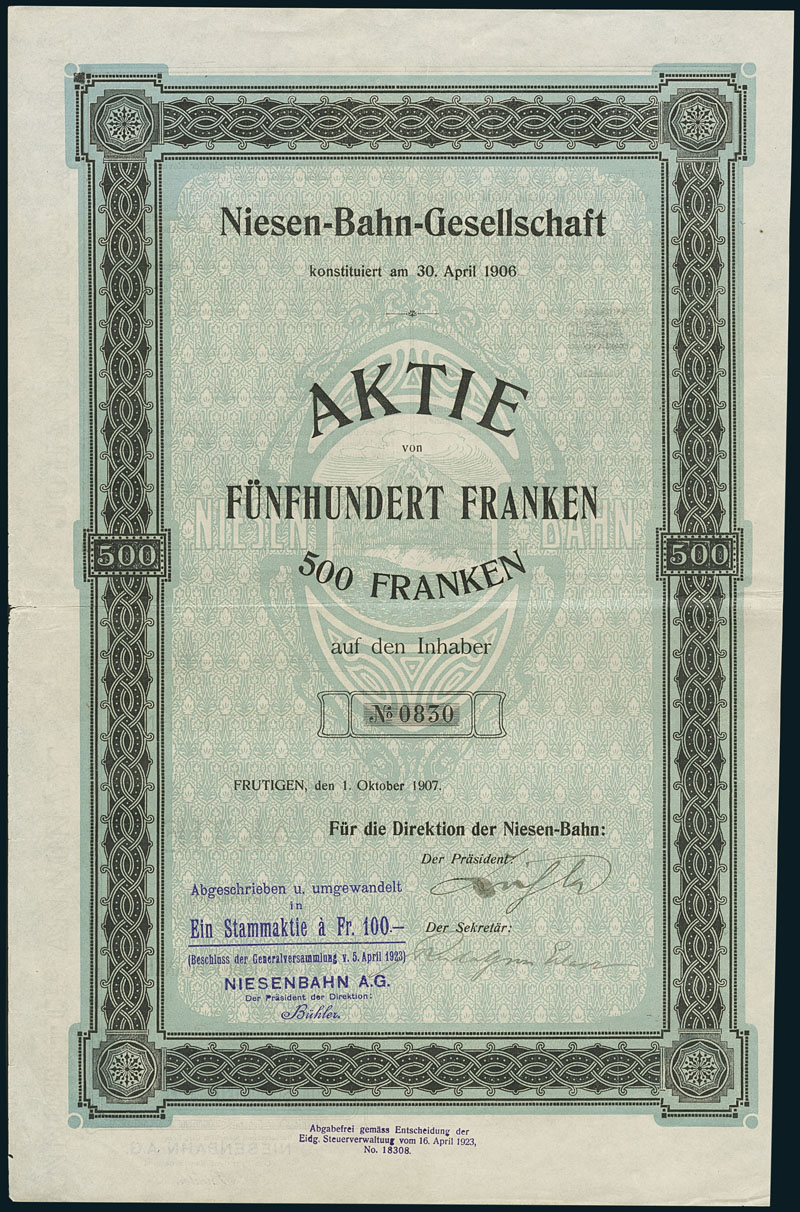 Niesen-Bahn-Gesellschaft
konstituiert am 30. April 1906
AKTIE
von
FÜNFHUNDERT FRANKEN
NIESEN BAHN
500
500
500 FRANKEN
auf den Inhaber
№ 0830
FRUTIGEN, den 1. Oktober 1907.
Für die Direktion der Niesen-Bahn:
Der Präsident:
Abgeschrieben u. umgewandelt
in
Ein Stammaktie à Fr. 100.—
Der Sekretär:
(Beschluss der Generalversammlung v. 5. April 1923)
NIESENBAHN A.G.
Der Präsident der Direktion:
Bühler.
Abgabefrei gemäss Entscheidung der
Eidg. Steuerverwaltuug vom 16. April 1923,
No. 18308.